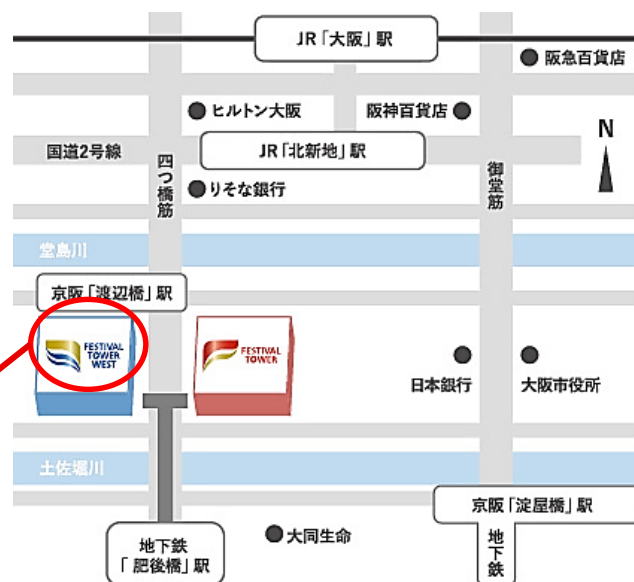 JR「大阪」駅
阪急百貨店
ヒルトン大阪
阪神百貨店
N
国道2号線
JR「北新地」駅
四つ橋筋
御堂筋
りそな銀行
堂島川
京阪「渡辺橋」駅
FESTIVAL
TOWER
WEST
FESTIVAL
TOWER
日本銀行
大阪市役所
土佐堀川
京阪「淀屋橋」駅
地下鉄
地下鉄
「肥後橋」駅
大同生命